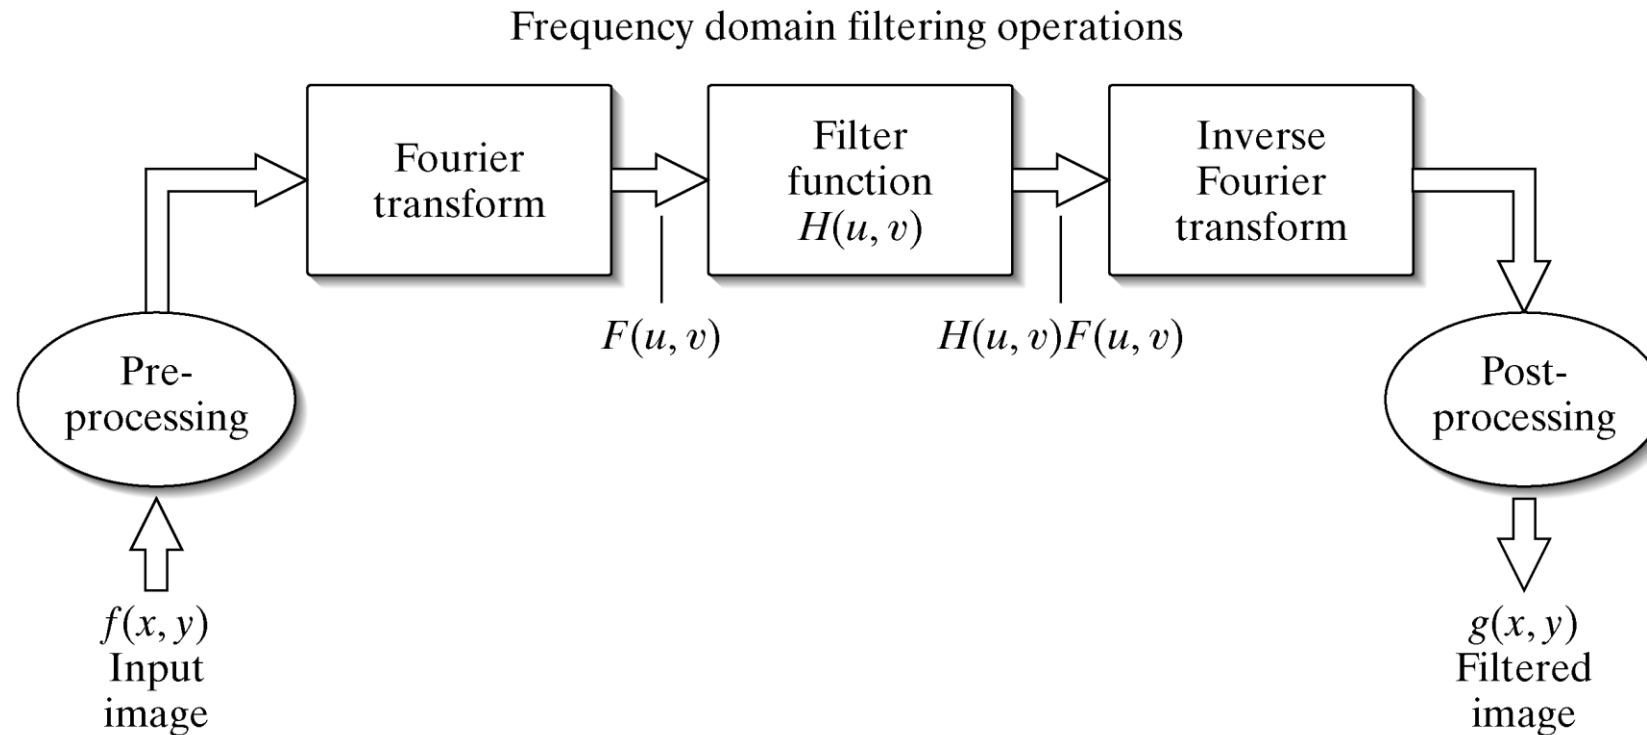 Frequency domain filtering operations
Fourier
transform
Filter
function
H(u, v)
Inverse
Fourier
transform
F(u, v)
H(u, v)F(u, v)
Pre-
processing
Post-
processing
f(x, y)
Input
image
g(x, y)
Filtered
image